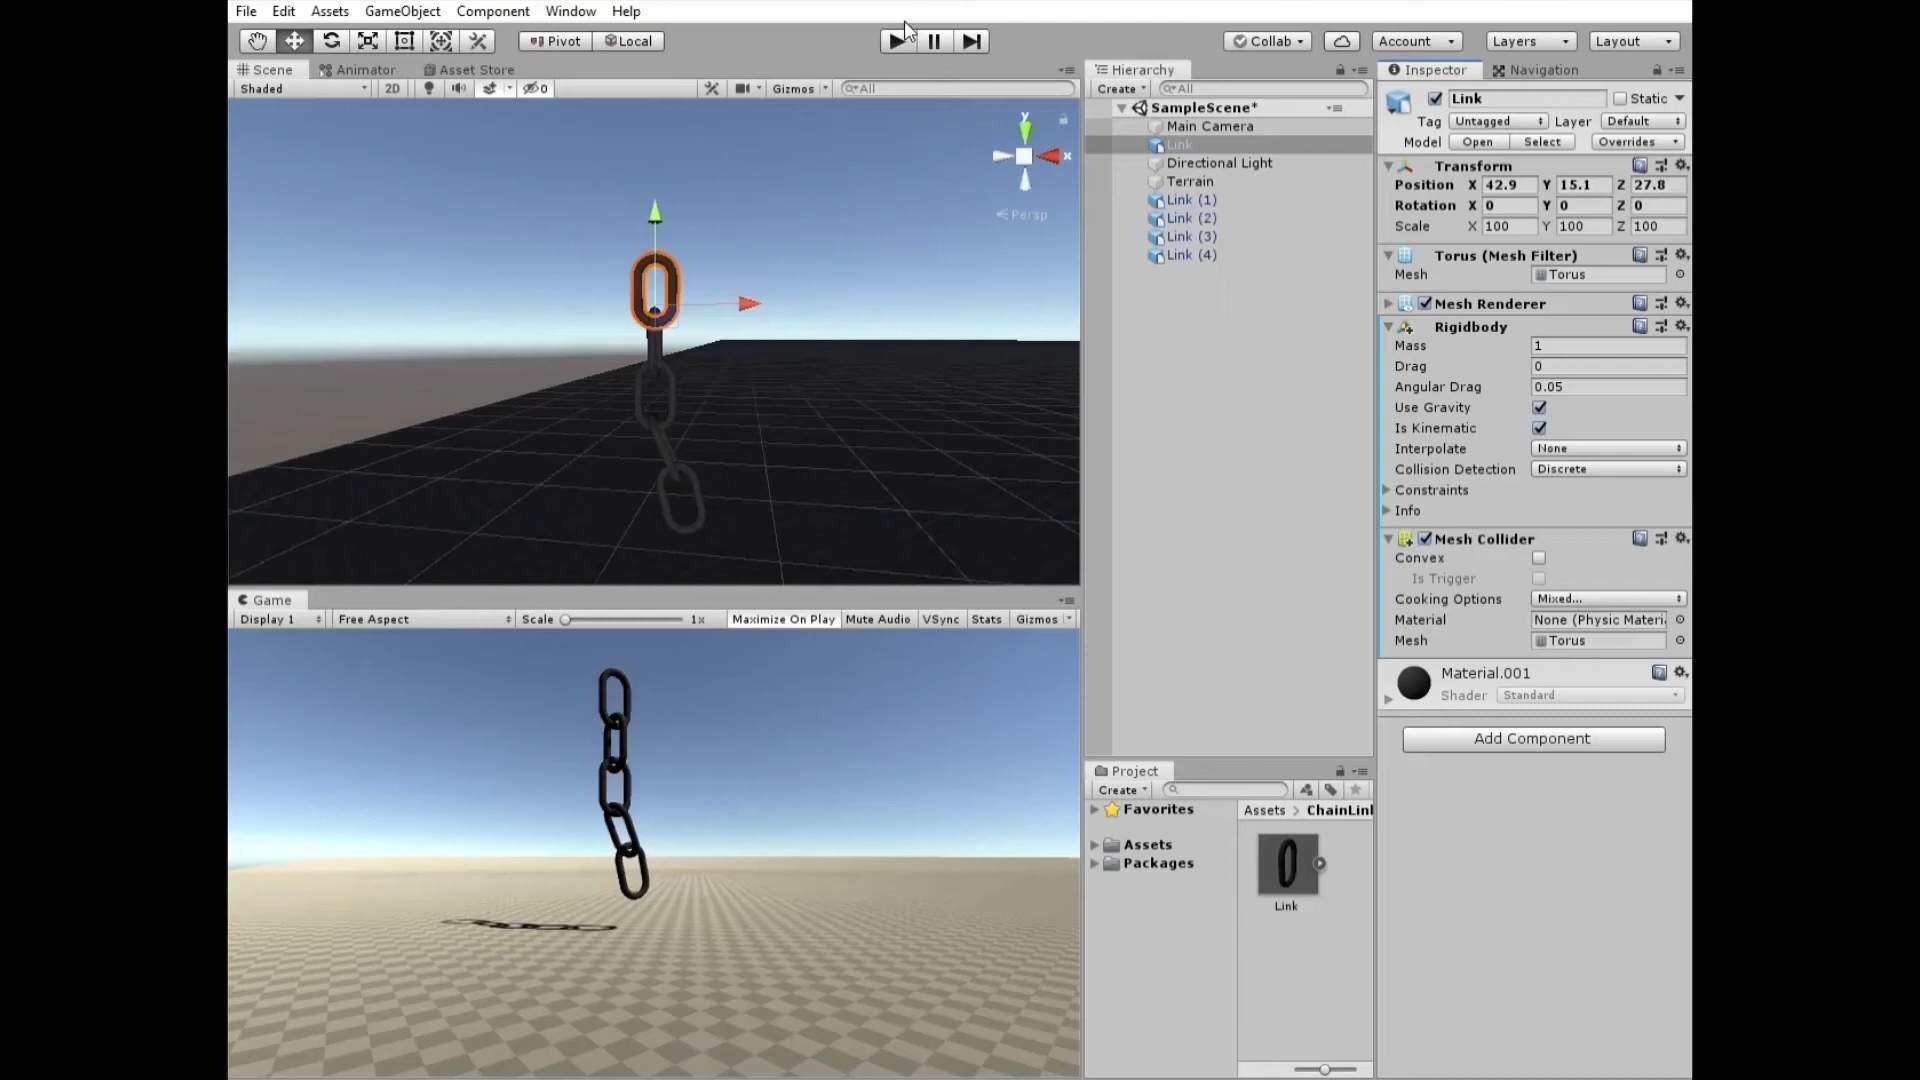 File Edit Assets GameObject Component Window Help
Pivot Local Collab Account Layers Layout
Scene Animator Asset Store
Shaded 2D 0 Gizmos All
y
x
Persp
Game
Display 1 Free Aspect Scale 1x Maximize On Play Mute Audio VSync Stats Gizmos
Hierarchy
Create All
SampleScene*
Main Camera
Link
Directional Light
Terrain
Link (1)
Link (2)
Link (3)
Link (4)
Project
Create
Favorites
Assets
Packages
Assets > ChainLinl
Link
Inspector Navigation
Link Static
Tag Untagged Layer Default
Model Open Select Overrides
Transform
Position X 42.9 Y 15.1 Z 27.8
Rotation X 0 Y 0 Z 0
Scale X 100 Y 100 Z 100
Torus (Mesh Filter)
Mesh Torus
Mesh Renderer
Rigidbody
Mass 1
Drag 0
Angular Drag 0.05
Use Gravity
Is Kinematic
Interpolate None
Collision Detection Discrete
Constraints
Info
Mesh Collider
Convex
Is Trigger
Cooking Options Mixed...
Material None (Physic Materi
Mesh Torus
Material.001
Shader Standard
Add Component